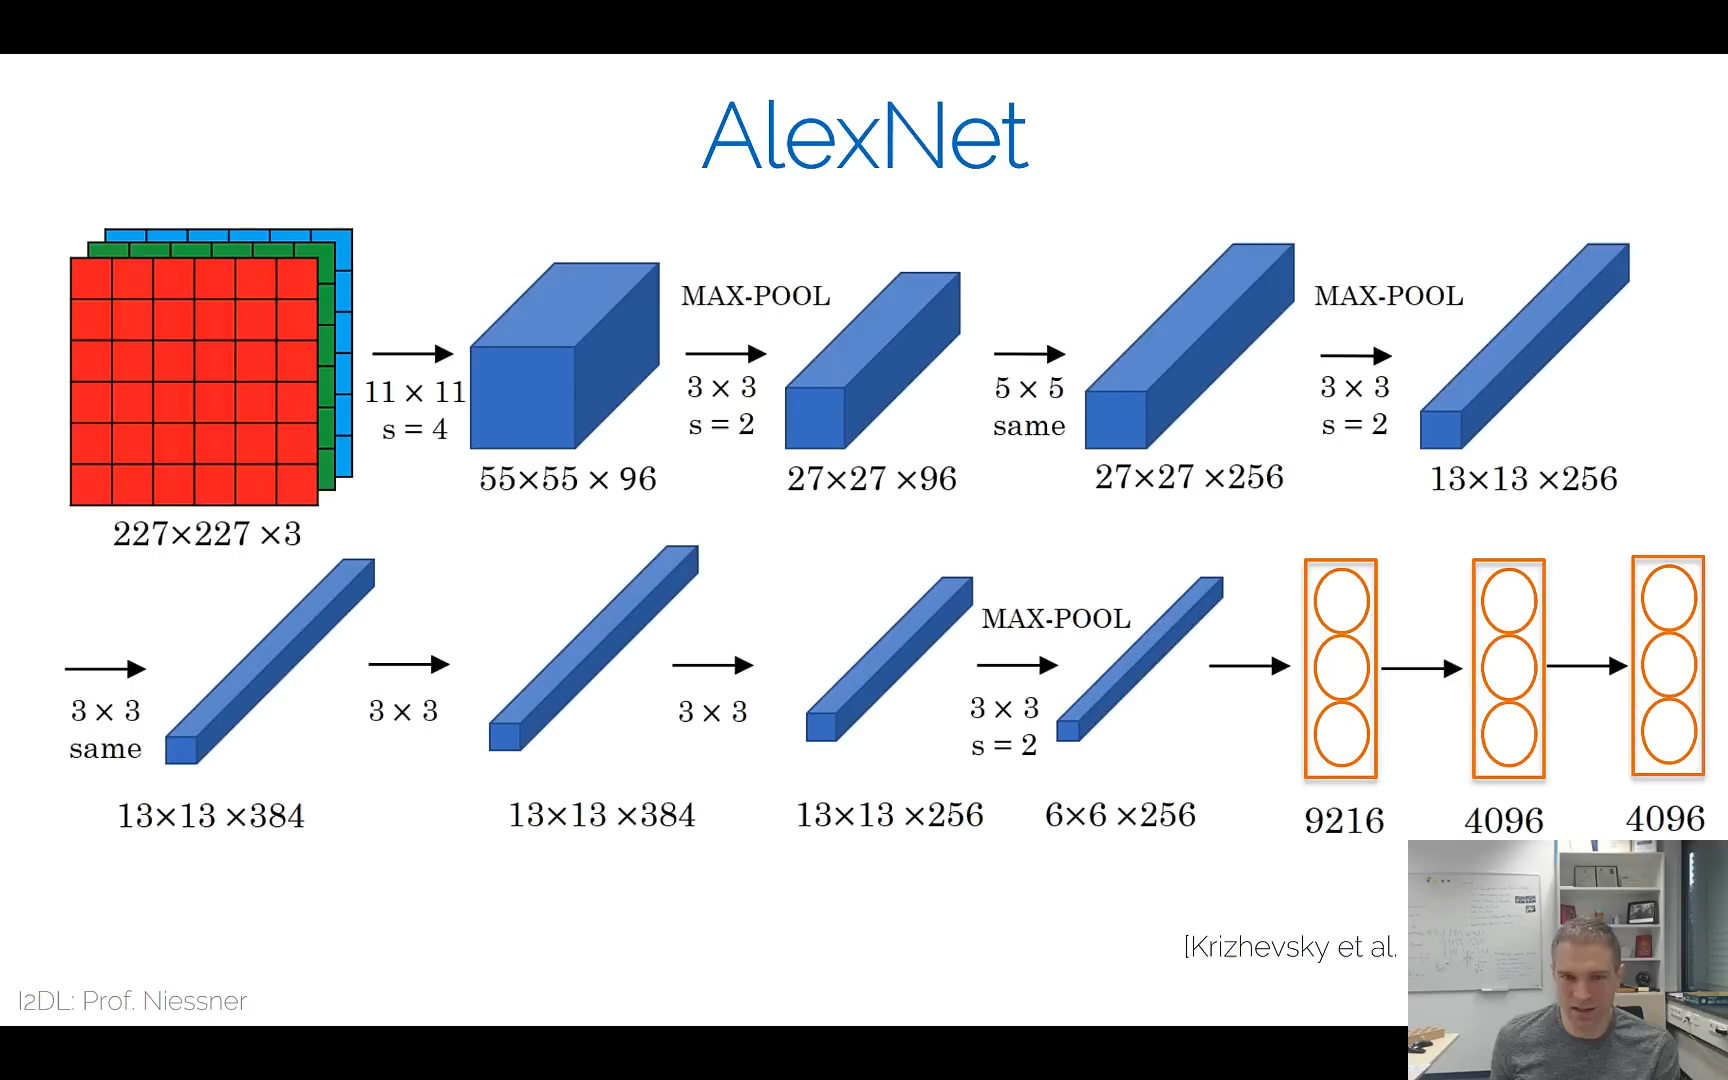 AlexNet
MAX-POOL
MAX-POOL
11 × 11
s = 4
3 × 3
s = 2
5 × 5
same
3 × 3
s = 2
227×227 ×3
55×55 × 96
27×27 ×96
27×27 ×256
13×13 ×256
MAX-POOL
3 × 3
same
3 × 3
3 × 3
3 × 3
s = 2
13×13 ×384
13×13 ×384
13×13 ×256
6×6 ×256
9216
4096
4096
[Krizhevsky et al.
I2DL: Prof. Niessner